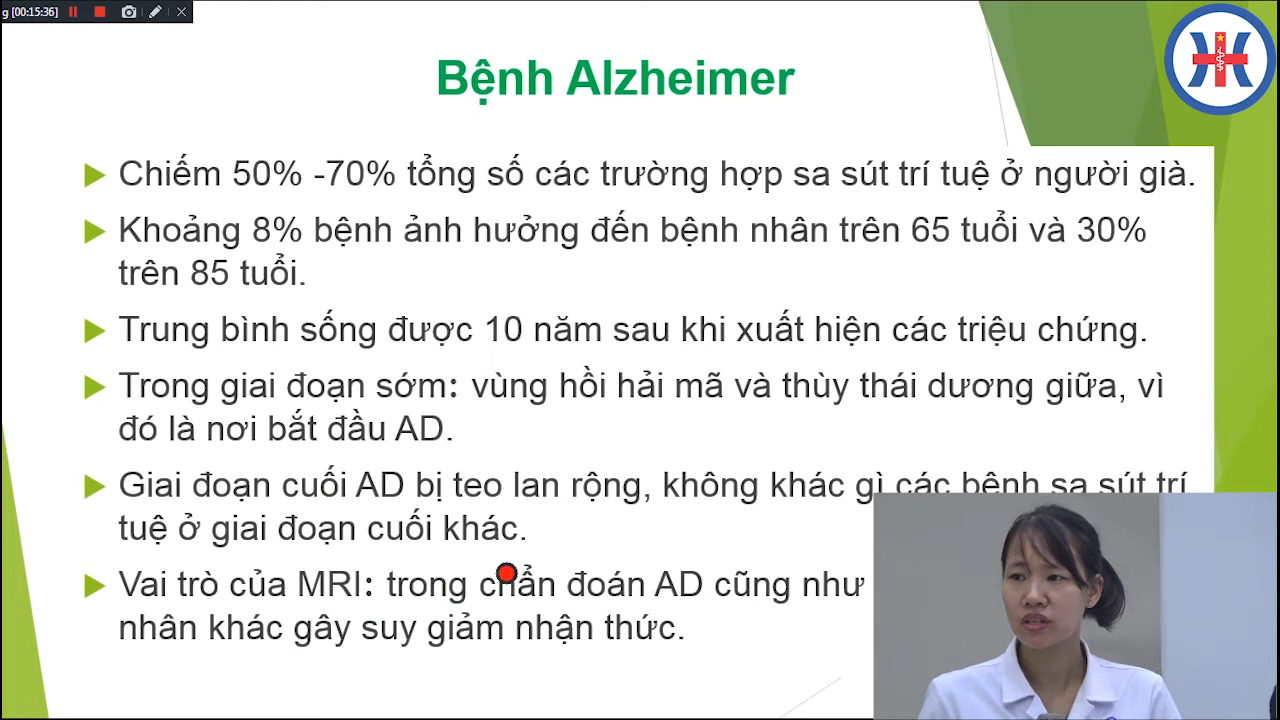 g [00:15:36]
Bệnh Alzheimer
Chiếm 50% -70% tổng số các trường hợp sa sút trí tuệ ở người già.
Khoảng 8% bệnh ảnh hưởng đến bệnh nhân trên 65 tuổi và 30%
trên 85 tuổi.
Trung bình sống được 10 năm sau khi xuất hiện các triệu chứng.
Trong giai đoạn sớm: vùng hồi hải mã và thùy thái dương giữa, vì
đó là nơi bắt đầu AD.
Giai đoạn cuối AD bị teo lan rộng, không khác gì các bệnh sa sút trí
tuệ ở giai đoạn cuối khác.
Vai trò của MRI: trong chẩn đoán AD cũng như
nhân khác gây suy giảm nhận thức.